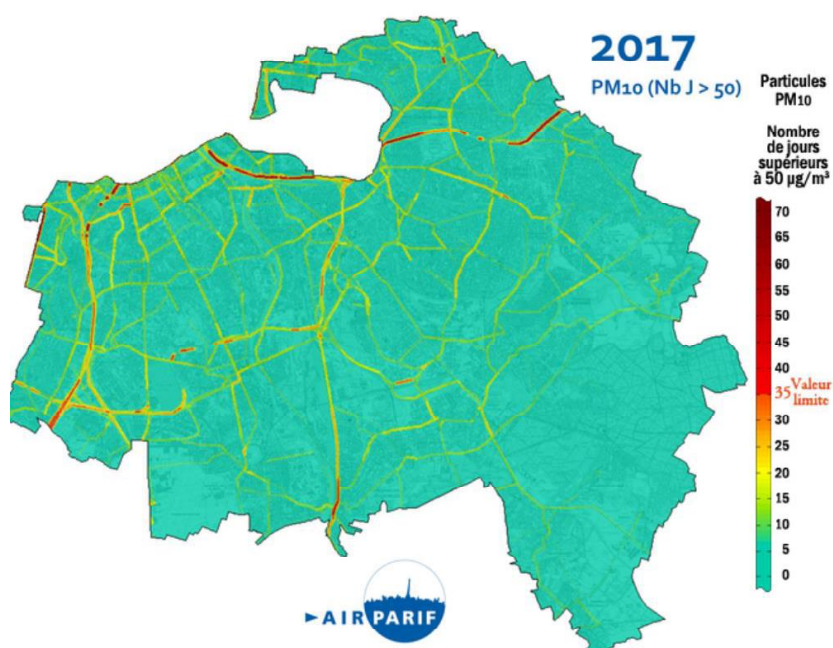 2017
PM10 (Nb J > 50)
Particules
PM10
Nombre
de jours
supérieurs
à 50 µg/m³
70
65
60
55
50
45
40
35 Valeur
limite
30
25
20
15
10
5
0
AIRPARIF